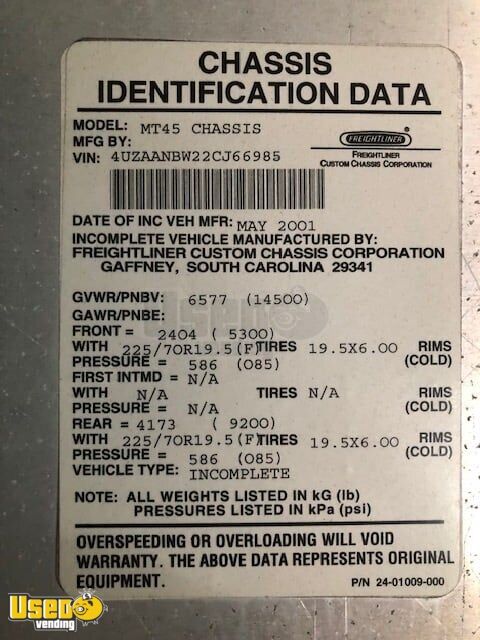 CHASSIS
IDENTIFICATION DATA
MODEL: MT45 CHASSIS
MFG BY:
FREIGHTLINER
VIN: 4UZAANBW22CJ66985
FREIGHTLINER
CUSTOM CHASSIS CORPORATION
DATE OF INC VEH MFR: MAY 2001
INCOMPLETE VEHICLE MANUFACTURED BY:
FREIGHTLINER CUSTOM CHASSIS CORPORATION
GAFFNEY, SOUTH CAROLINA 29341
GVWR/PNBV: 6577 (14500)
GAWR/PNBE:
FRONT = 2404 ( 5300)
WITH 225/70R19.5(F) TIRES 19.5X6.00 RIMS
PRESSURE = 586 (085) (COLD)
FIRST INTMD = N/A
WITH N/A TIRES N/A RIMS
PRESSURE = N/A (COLD)
REAR = 4173 ( 9200)
WITH 225/70R19.5(F) TIRES 19.5X6.00 RIMS
PRESSURE = 586 (085) (COLD)
VEHICLE TYPE: INCOMPLETE
NOTE: ALL WEIGHTS LISTED IN kG (lb)
PRESSURES LISTED IN kPa (psi)
OVERSPEEDING OR OVERLOADING WILL VOID
WARRANTY. THE ABOVE DATA REPRESENTS ORIGINAL
EQUIPMENT.
P/N 24-01009-000
Used
vending